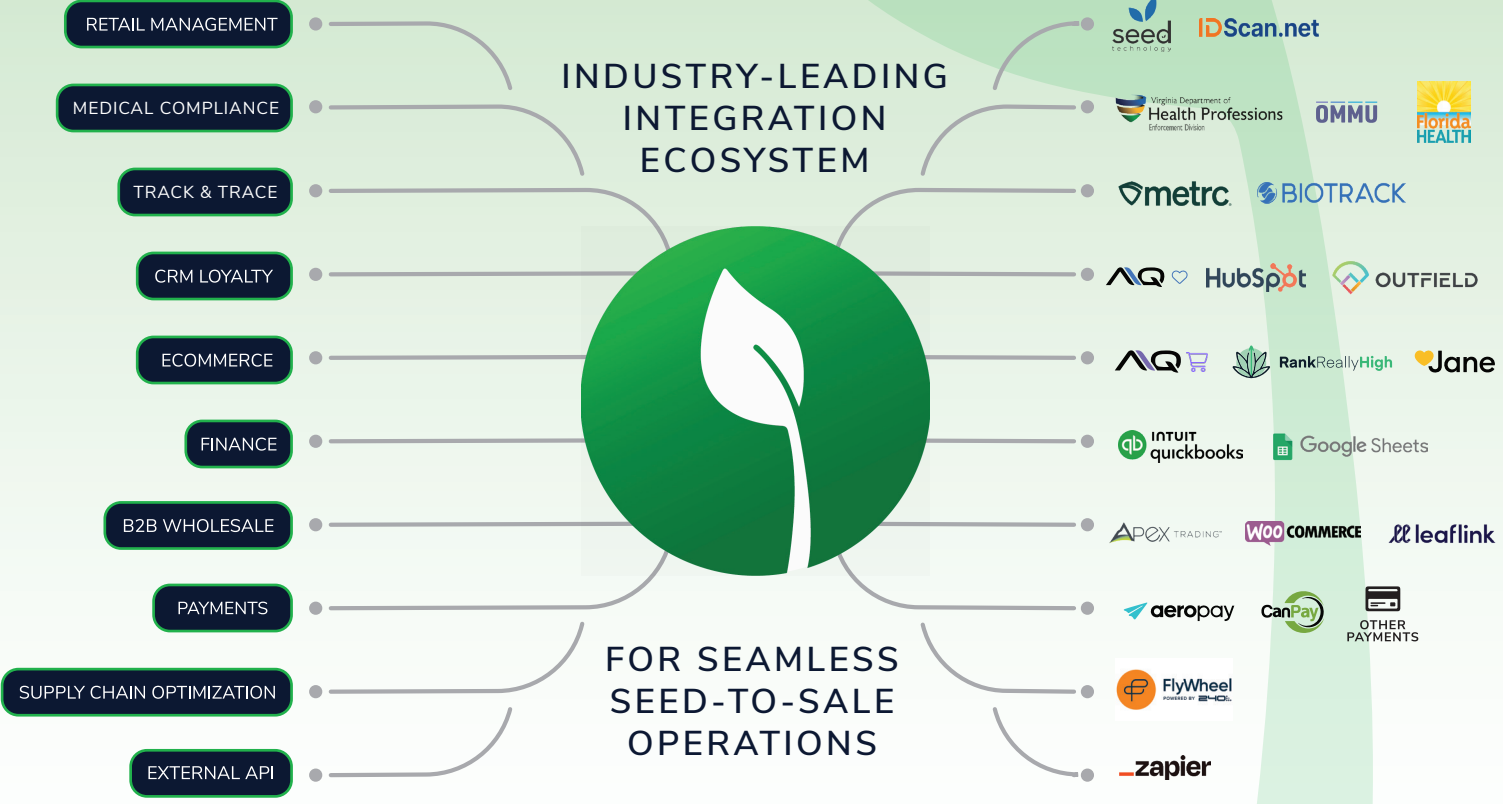 RETAIL MANAGEMENT
MEDICAL COMPLIANCE
TRACK & TRACE
CRM LOYALTY
ECOMMERCE
FINANCE
B2B WHOLESALE
PAYMENTS
SUPPLY CHAIN OPTIMIZATION
EXTERNAL API
INDUSTRY-LEADING
INTEGRATION
ECOSYSTEM
FOR SEAMLESS
SEED-TO-SALE
OPERATIONS
seed
technology
IDScan.net
Virginia Department of
Health Professions
Enforcement Division
OMMU
Florida
HEALTH
metrc
BIOTRACK
AIQ
HubSpot
OUTFIELD
AIQ
RankReallyHigh
Jane
qb
INTUIT
quickbooks
Google Sheets
APEX TRADING
WOO COMMERCE
leaflink
aeropay
CanPay
OTHER
PAYMENTS
FlyWheel
POWERED BY
zapier